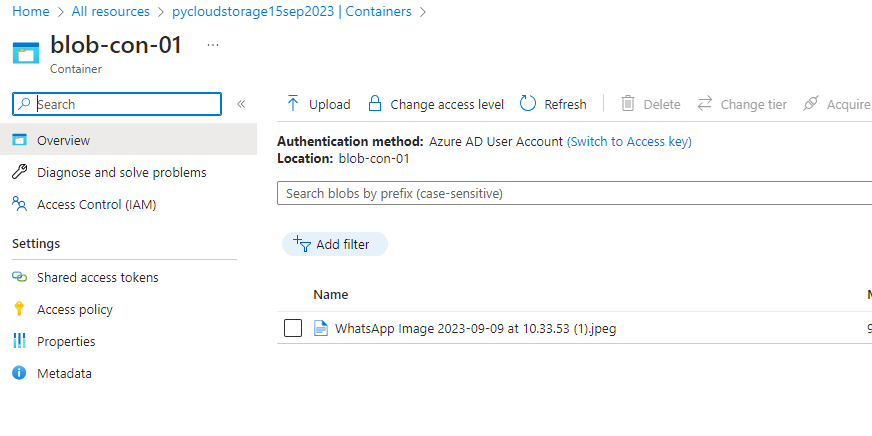 Home > All resources > pycloudstorage15sep2023 | Containers >
blob-con-01 ...
Container
Search «
Overview
Diagnose and solve problems
Access Control (IAM)
Settings
Shared access tokens
Access policy
Properties
Metadata
Upload Change access level Refresh Delete Change tier Acquire
Authentication method: Azure AD User Account (Switch to Access key)
Location: blob-con-01
Search blobs by prefix (case-sensitive)
Add filter
Name
WhatsApp Image 2023-09-09 at 10.33.53 (1).jpeg